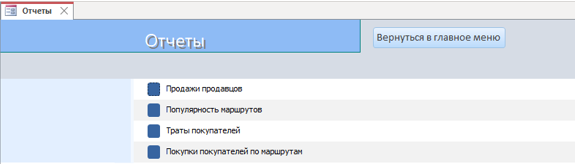 Отчеты
Отчеты
Вернуться в главное меню
Продажи продавцов
Популярность маршрутов
Траты покупателей
Покупки покупателей по маршрутам